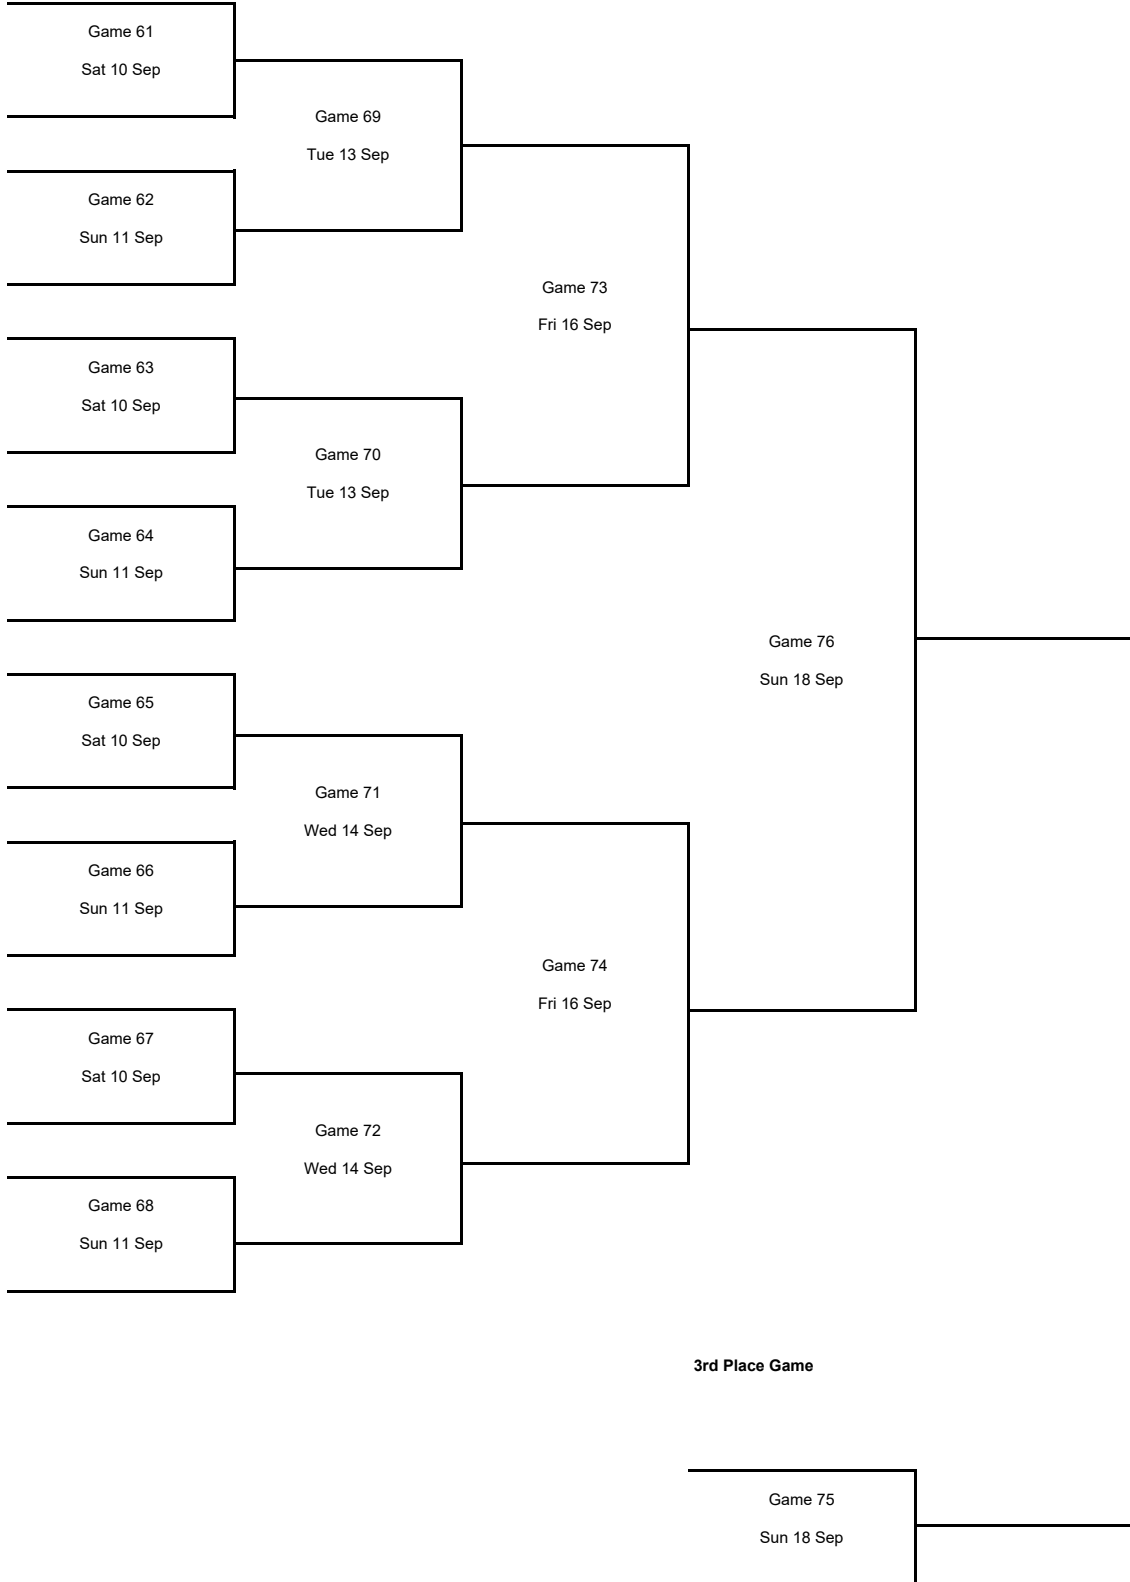 Game 61
Sat 10 Sep
Game 69
Tue 13 Sep
Game 62
Sun 11 Sep
Game 73
Fri 16 Sep
Game 63
Sat 10 Sep
Game 70
Tue 13 Sep
Game 64
Sun 11 Sep
Game 76
Sun 18 Sep
Game 65
Sat 10 Sep
Game 71
Wed 14 Sep
Game 66
Sun 11 Sep
Game 74
Fri 16 Sep
Game 67
Sat 10 Sep
Game 72
Wed 14 Sep
Game 68
Sun 11 Sep
3rd Place Game
Game 75
Sun 18 Sep